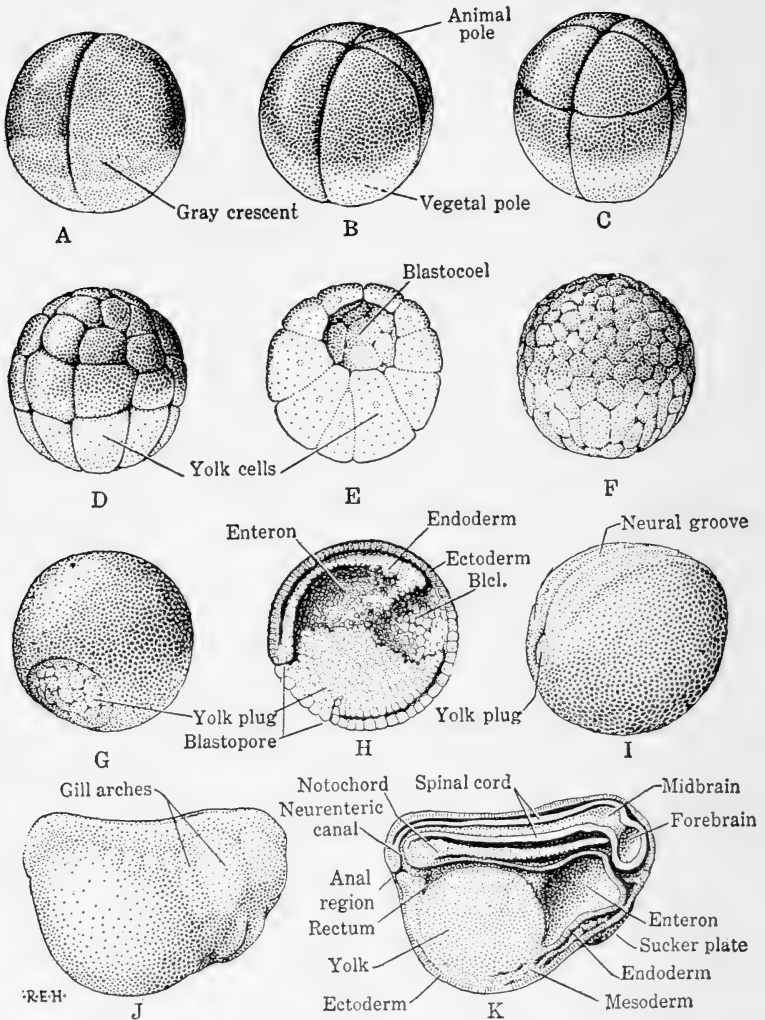 Animal
pole
Gray crescent
Vegetal pole
A
B
C
Blastocoel
Yolk cells
D
E
F
Enteron
Endoderm
Ectoderm
Blcl.
Neural groove
Yolk plug
Blastopore
Yolk plug
G
H
I
Gill arches
Notochord
Neurenteric
canal
Spinal cord
Midbrain
Forebrain
Anal
region
Rectum
Yolk
Ectoderm
Enteron
Sucker plate
Endoderm
Mesoderm
·R·E·H·
J
K